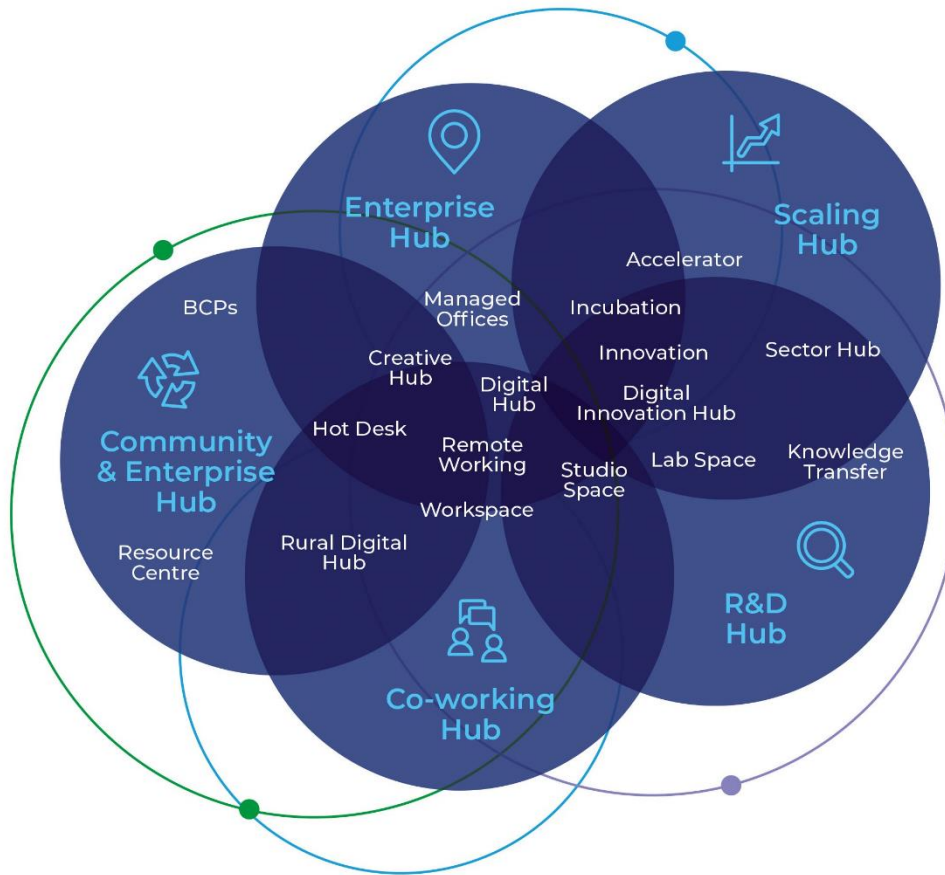 Enterprise
Hub
Scaling
Hub
Accelerator
BCPs
Managed
Offices
Incubation
Creative
Hub
Innovation
Sector Hub
Digital
Hub
Digital
Innovation Hub
Hot Desk
Community
& Enterprise
Hub
Remote
Working
Studio
Space
Lab Space
Knowledge
Transfer
Workspace
Resource
Centre
Rural Digital
Hub
R&D
Hub
Co-working
Hub